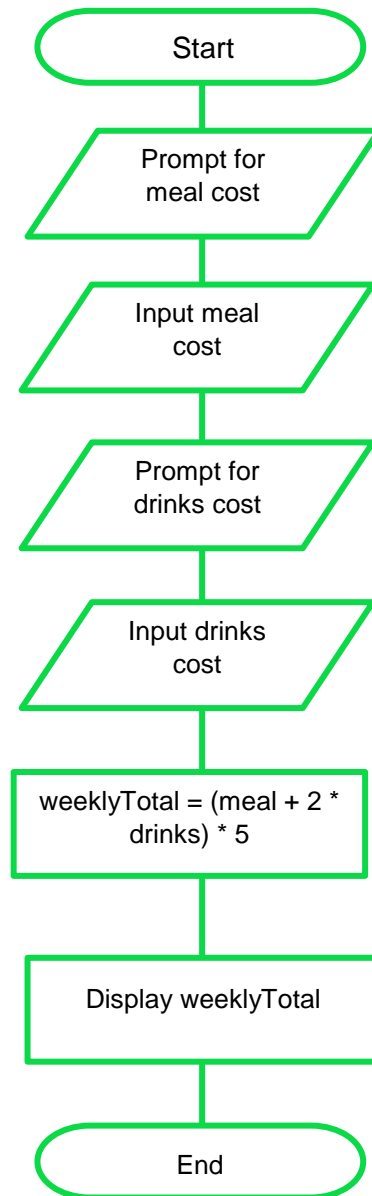 Start
Prompt for
meal cost
Input meal
cost
Prompt for
drinks cost
Input drinks
cost
weeklyTotal = (meal + 2 *
drinks) * 5
Display weeklyTotal
End